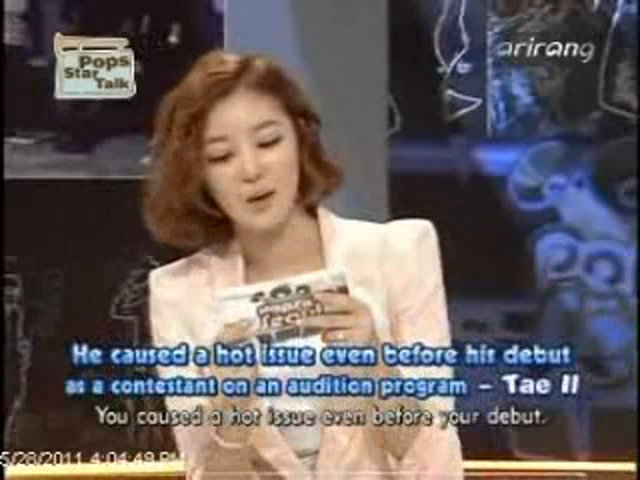 Pops
Star
Talk
arirang
He caused a hot issue even before his debut
as a contestant on an audition program – Tae Il
You caused a hot issue even before your debut.
5/28/2011 4:04:49 PM